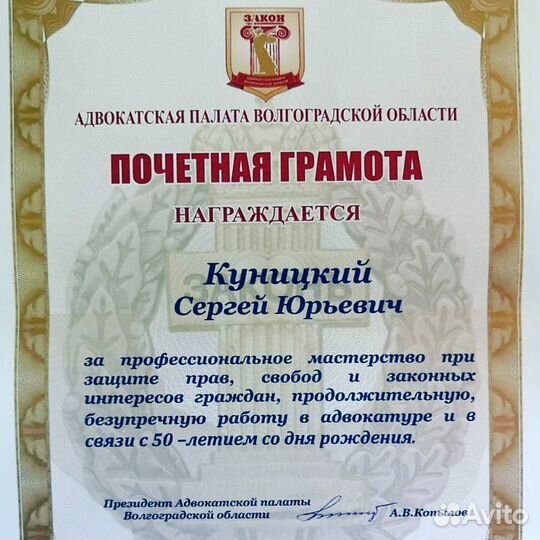 ЗАКОН
АДВОКАТСКАЯ ПАЛАТА ВОЛГОГРАДСКОЙ ОБЛАСТИ
ПОЧЕТНАЯ ГРАМОТА
НАГРАЖДАЕТСЯ
Куницкий
Сергей Юрьевич
за профессиональное мастерство при
защите прав, свобод и законных
интересов граждан, продолжительную,
безупречную работу в адвокатуре и в
связи с 50 –летием со дня рождения.
Президент Адвокатской палаты
Волгоградской области А.В.Копылов
Avito